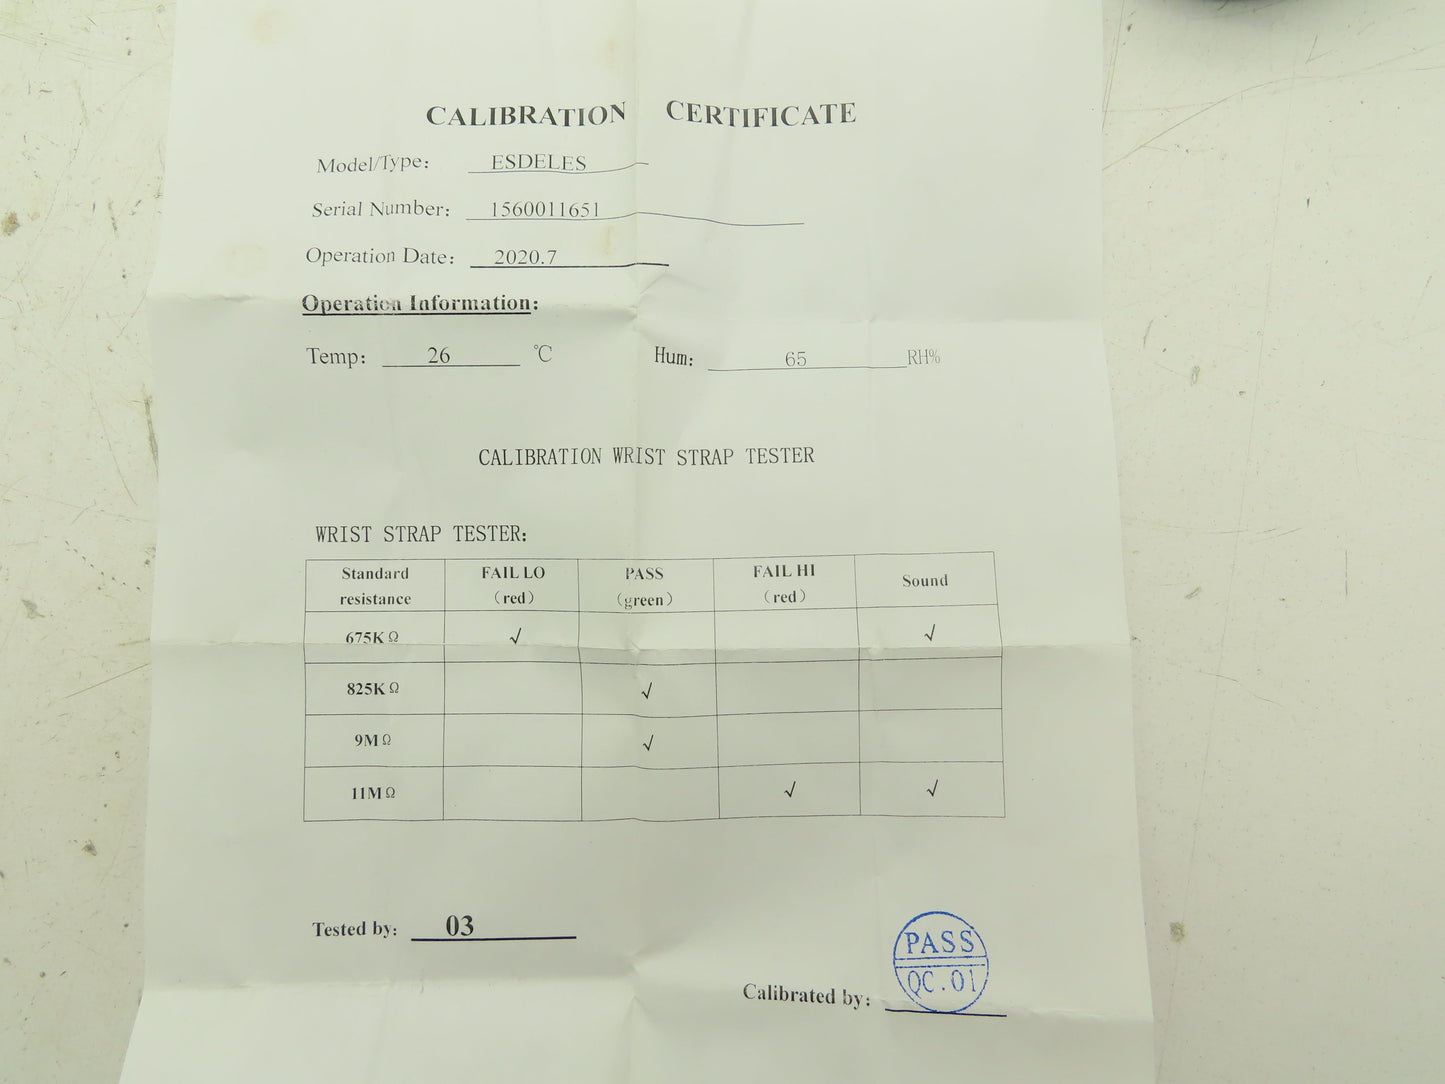 CALIBRATION CERTIFICATE
Model/Type: ESDELES
Serial Number: 1560011651
Operation Date: 2020.7
Operation Information:
Temp: 26 ℃ Hum: 65 RH%
CALIBRATION WRIST STRAP TESTER
WRIST STRAP TESTER:
Standard resistance FAIL LO (red) PASS (green) FAIL HI (red) Sound
675KΩ √ √
825KΩ √
9MΩ √
11MΩ √ √
Tested by: 03
PASS
QC.01
Calibrated by: